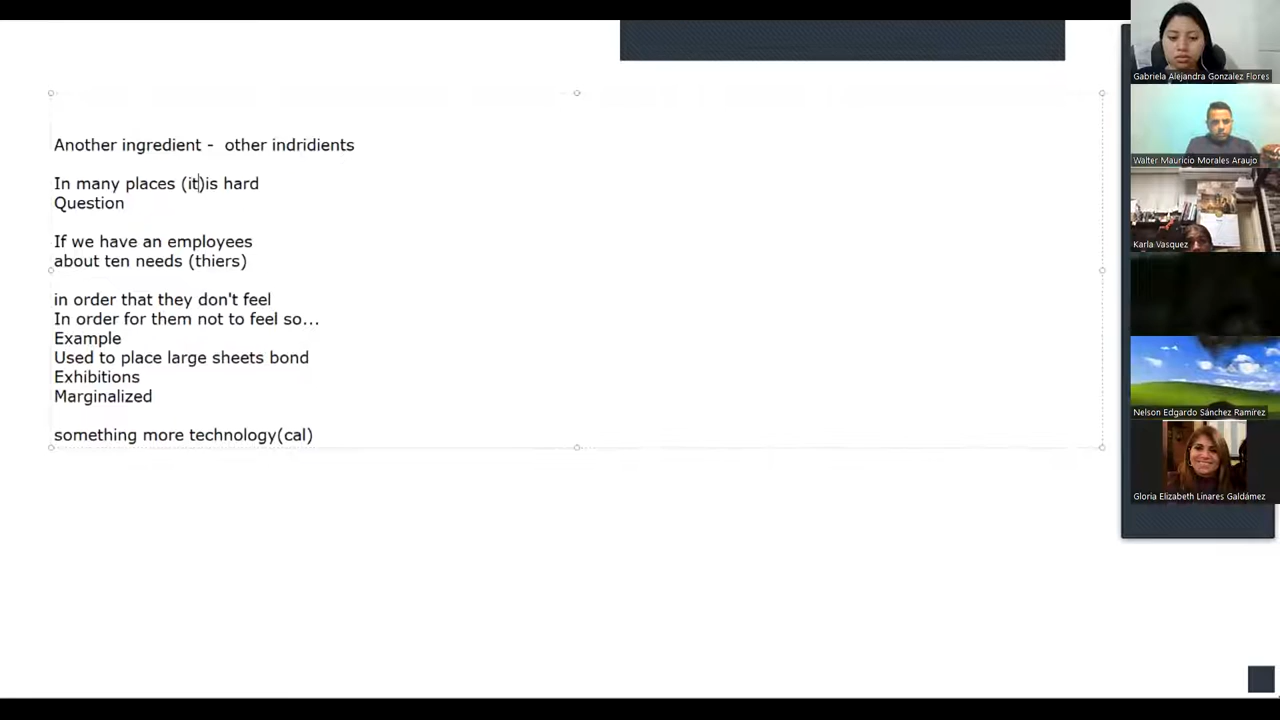 Another ingredient -  other indridients
In many places (it)is hard
Question
If we have an employees
about ten needs (thiers)
in order that they don't feel
In order for them not to feel so...
Example
Used to place large sheets bond
Exhibitions
Marginalized
something more technology(cal)
Gabriela Alejandra Gonzalez Flores
Walter Mauricio Morales Araujo
Karla Vasquez
Nelson Edgardo Sánchez Ramírez
Gloria Elizabeth Linares Galdámez